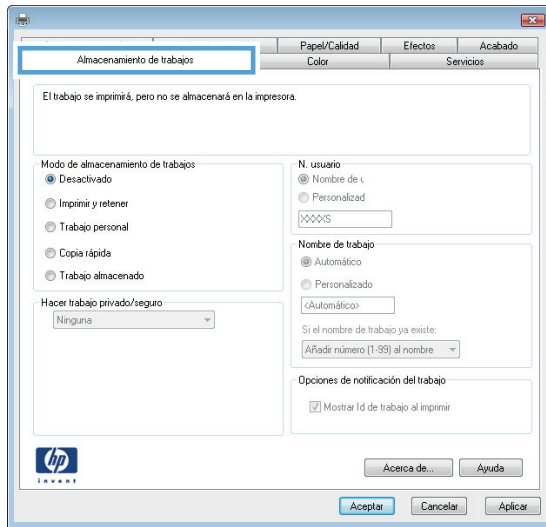 Papel/Calidad
Efectos
Acabado
Almacenamiento de trabajos
Color
Servicios
El trabajo se imprimirá, pero no se almacenará en la impresora.
Modo de almacenamiento de trabajos
Desactivado
Imprimir y retener
Trabajo personal
Copia rápida
Trabajo almacenado
Hacer trabajo privado/seguro
Ninguna
N. usuario
Nombre de u
Personalizad
XXXXS
Nombre de trabajo
Automático
Personalizado
<Automático>
Si el nombre de trabajo ya existe:
Añadir número (1-99) al nombre
Opciones de notificación del trabajo
Mostrar Id de trabajo al imprimir
hp
invent
Acerca de...
Ayuda
Aceptar
Cancelar
Aplicar